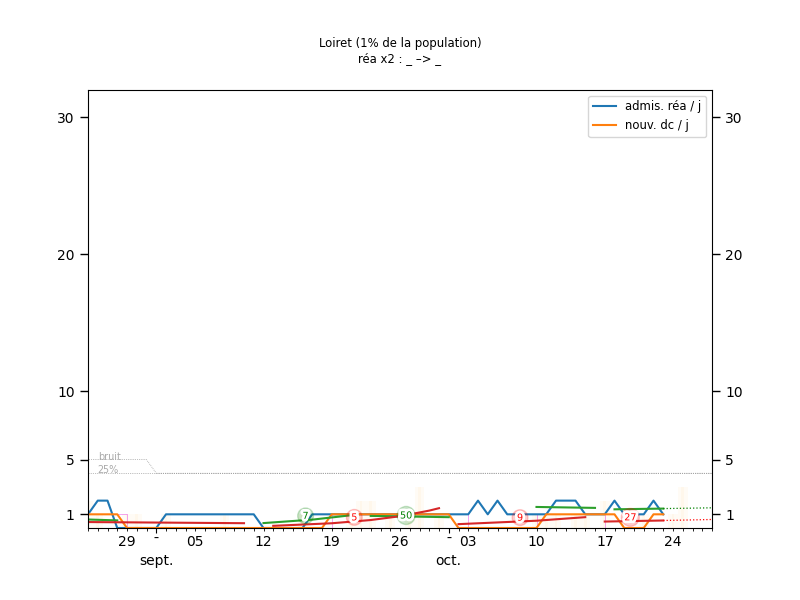 Loiret (1% de la population)
réa x2 : _ –> _
admis. réa / j
nouv. dc / j
30 30
20 20
10 10
5 5
1 1
bruit
25%
7 5 50 9 27
29 - 05 12 19 26 - 03 10 17 24
sept. oct.